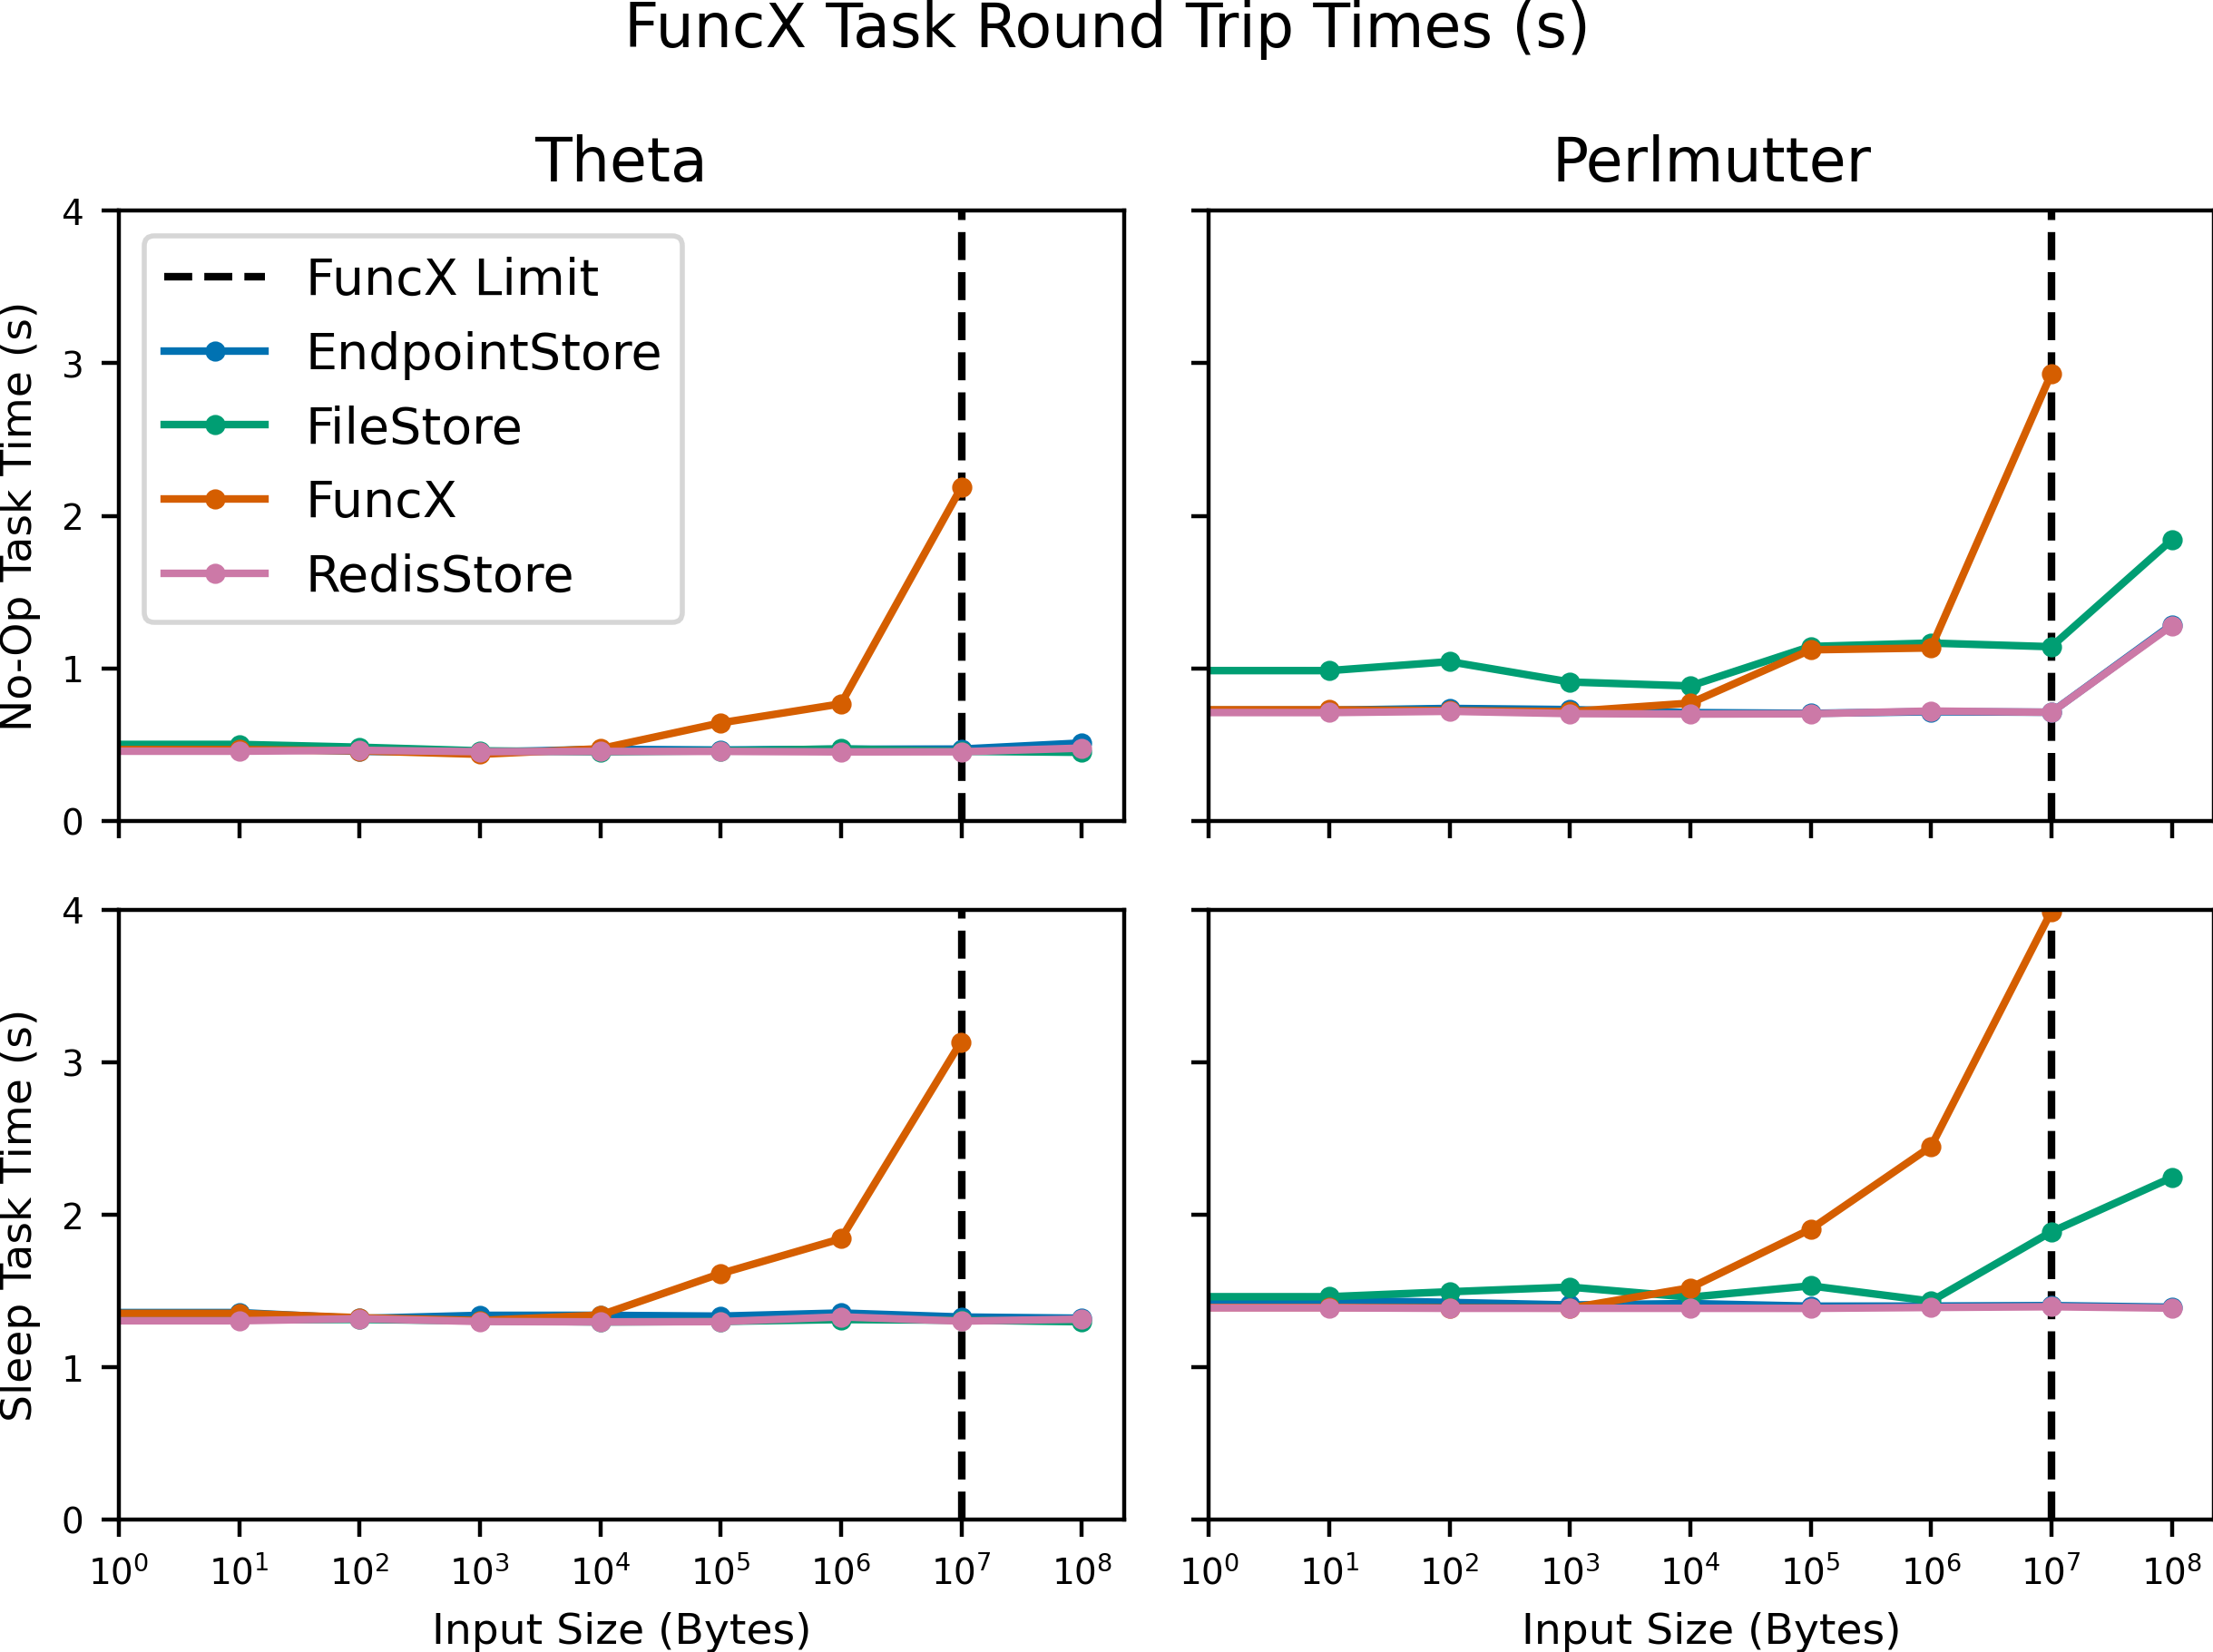 FuncX Task Round Trip Times (s)
Theta
Perlmutter
No-Op Task Time (s)
4
3
2
1
0
FuncX Limit
EndpointStore
FileStore
FuncX
RedisStore
Sleep Task Time (s)
4
3
2
1
0
10⁰ 10¹ 10² 10³ 10⁴ 10⁵ 10⁶ 10⁷ 10⁸
Input Size (Bytes)
10⁰ 10¹ 10² 10³ 10⁴ 10⁵ 10⁶ 10⁷ 10⁸
Input Size (Bytes)